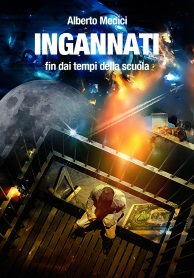 Alberto Medici
INGANNATI
fin dai tempi della scuola